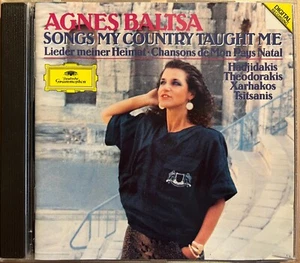 AGNES BALTSA
SONGS MY COUNTRY TAUGHT ME
Lieder meiner Heimat · Chansons de Mon Pays Natal
Hadjidakis
Theodorakis
Xarhakos
Tsitsanis
Deutsche
Grammophon
DIGITAL